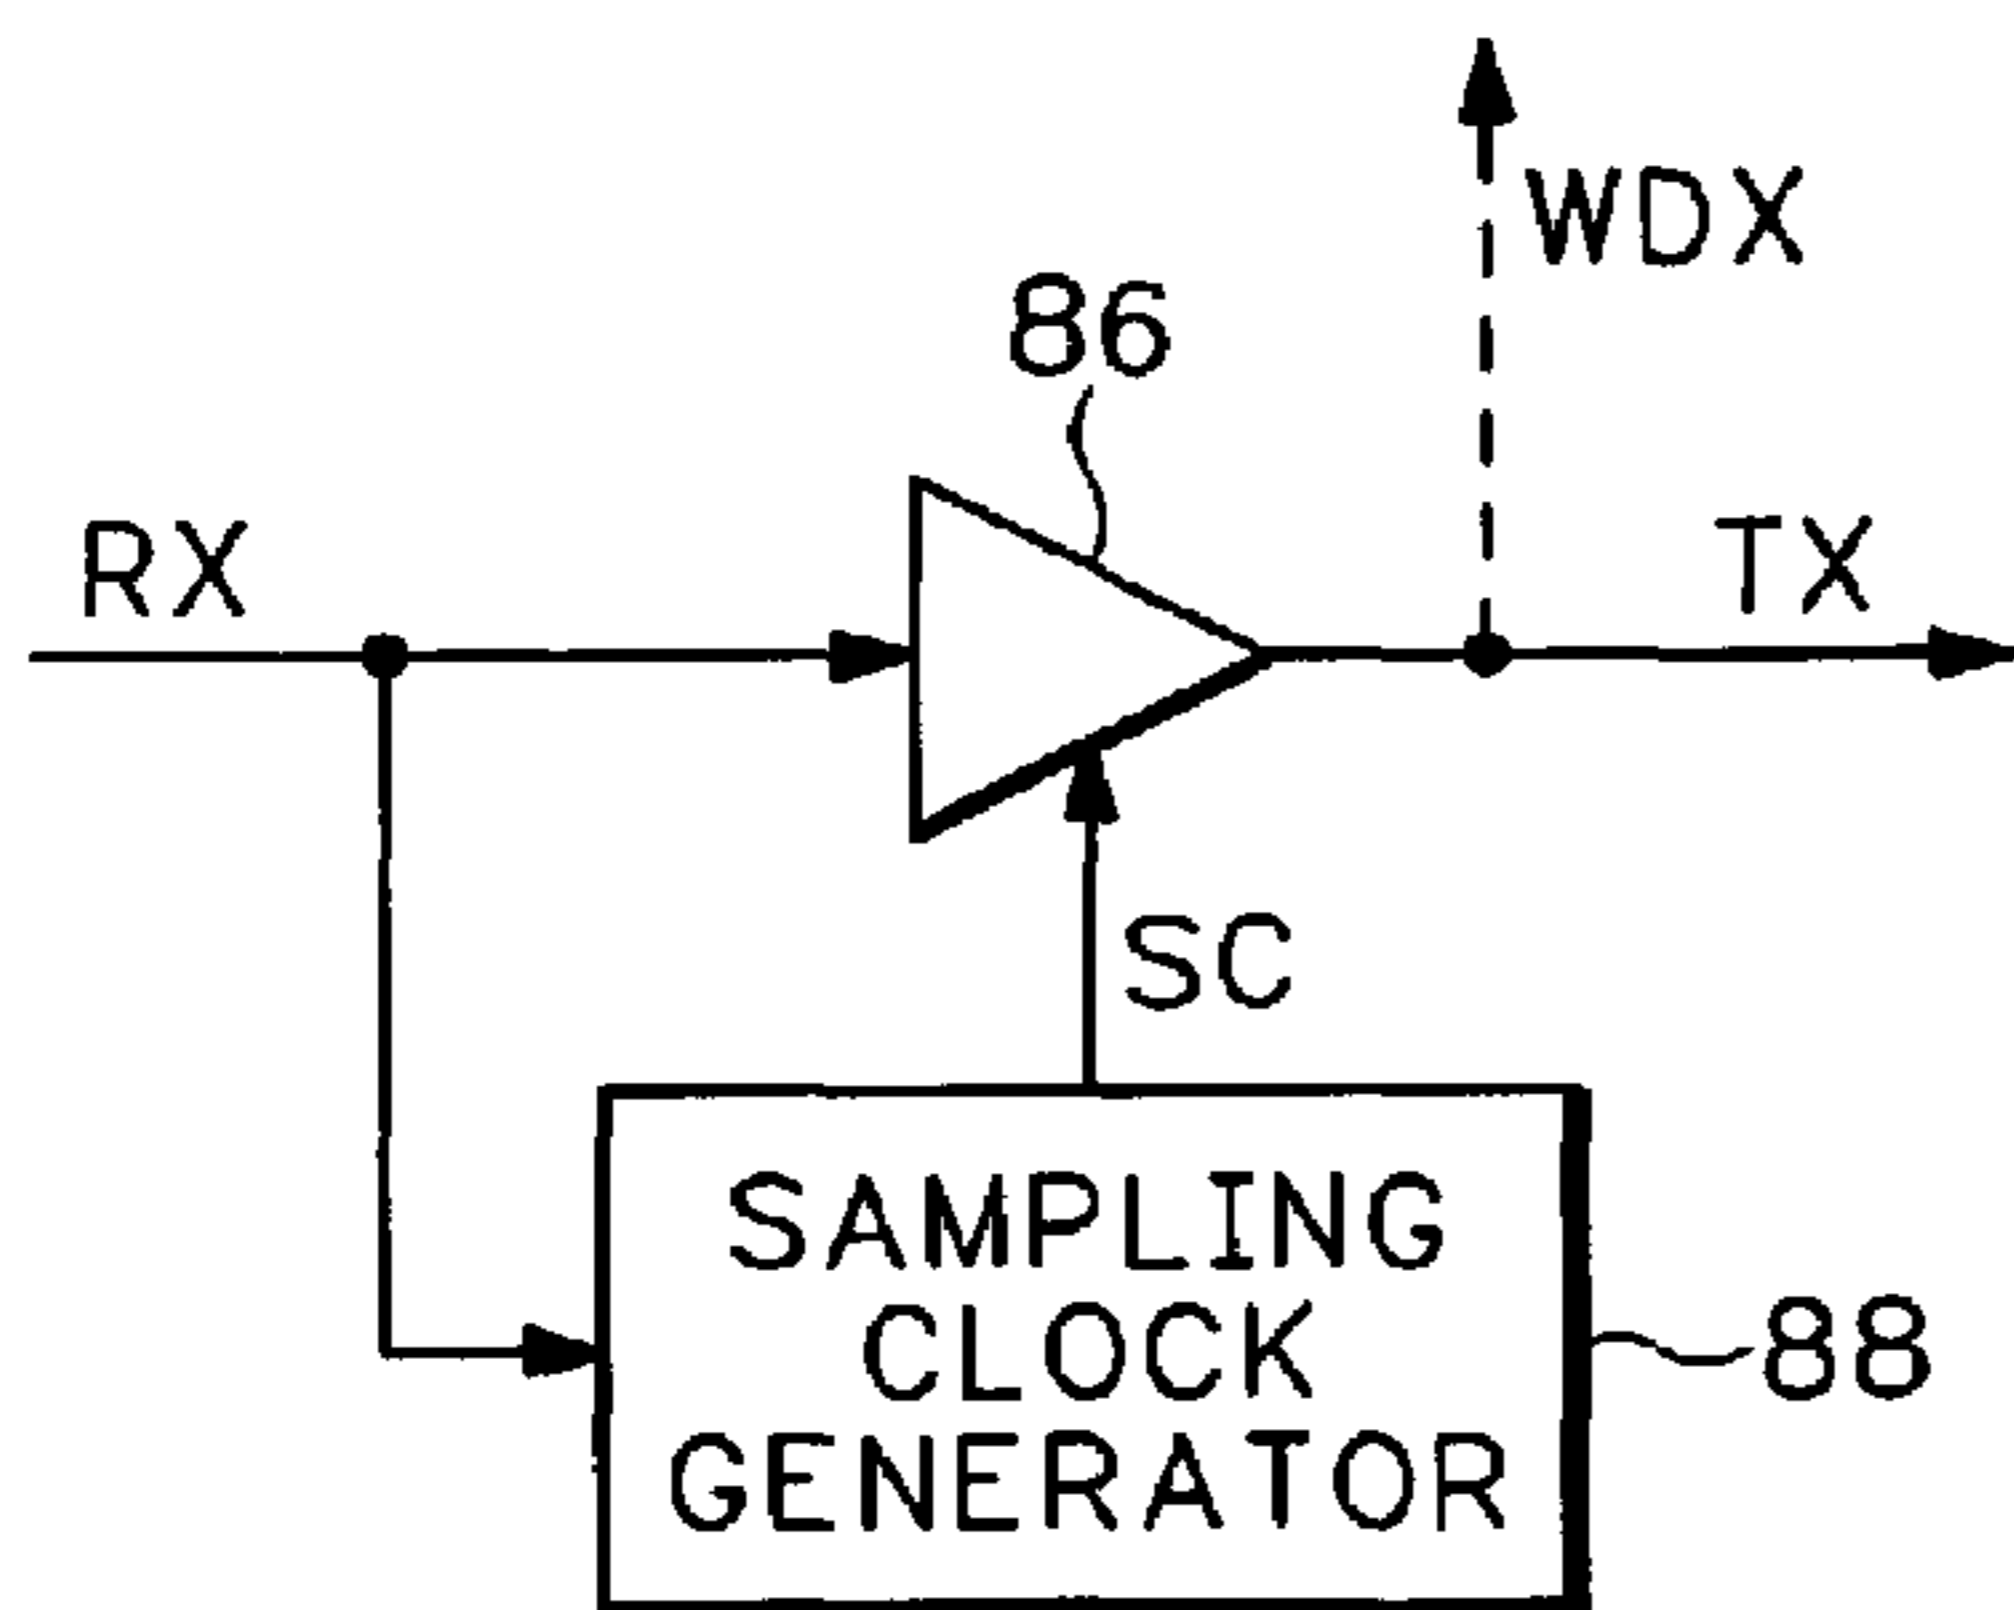 WDX
86
RX
TX
SC
SAMPLING
CLOCK
GENERATOR
88